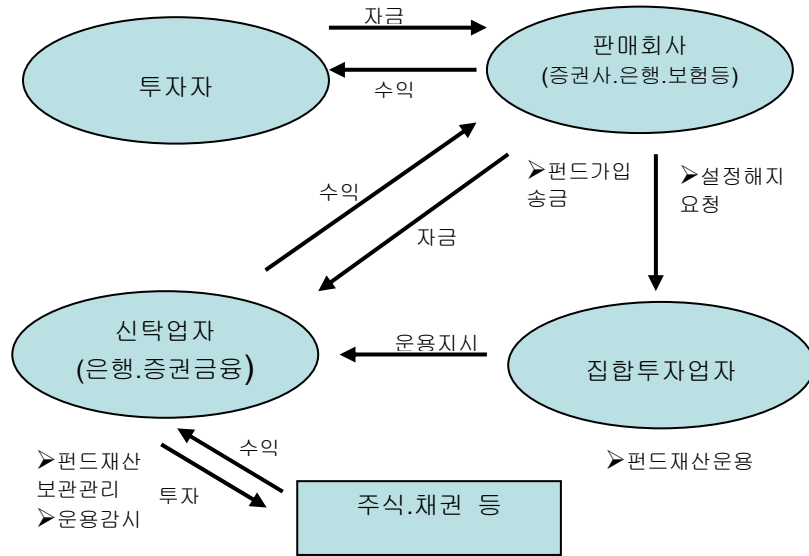 자금
투자자
수익
판매회사
(증권사.은행.보험등)
수익
자금
➢펀드가입
송금
➢설정해지
요청
신탁업자
(은행.증권금융)
운용지시
집합투자업자
➢펀드재산
보관관리
➢운용감시
수익
투자
➢펀드재산운용
주식.채권 등